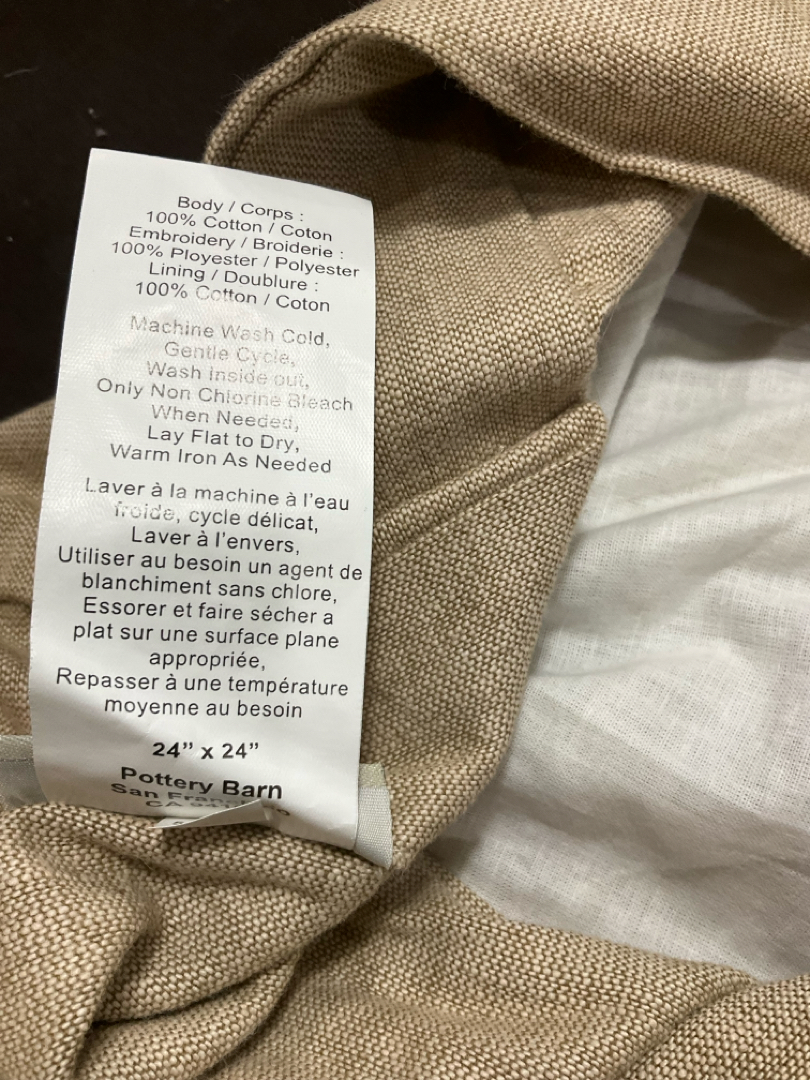 Body / Corps :
100% Cotton / Coton
Embroidery / Broiderie :
100% Ployester / Polyester
Lining / Doublure :
100% Cotton / Coton
Machine Wash Cold,
Gentle Cycle,
Wash Inside out,
Only Non Chlorine Bleach
When Needed,
Lay Flat to Dry,
Warm Iron As Needed
Laver à la machine à l'eau
froide, cycle délicat,
Laver à l'envers,
Utiliser au besoin un agent de
blanchiment sans chlore,
Essorer et faire sécher a
plat sur une surface plane
appropriée,
Repasser à une température
moyenne au besoin
24” x 24”
Pottery Barn
San Francisco
CA